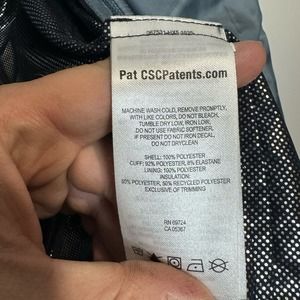 Pat CSCPatents.com
MACHINE WASH COLD, REMOVE PROMPTLY,
WITH LIKE COLORS, DO NOT BLEACH,
TUMBLE DRY LOW, IRON LOW,
DO NOT USE FABRIC SOFTENERS.
IF PRESENT DO NOT IRON DECAL,
DO NOT DRYCLEAN
SHELL: 100% POLYESTER
CUFF: 92% POLYESTER, 8% ELASTANE
LINING: 100% POLYESTER
INSULATION:
50% POLYESTER, 50% RECYCLED POLYESTER
EXCLUSIVE OF TRIMMING
RN 69724
CA 05367